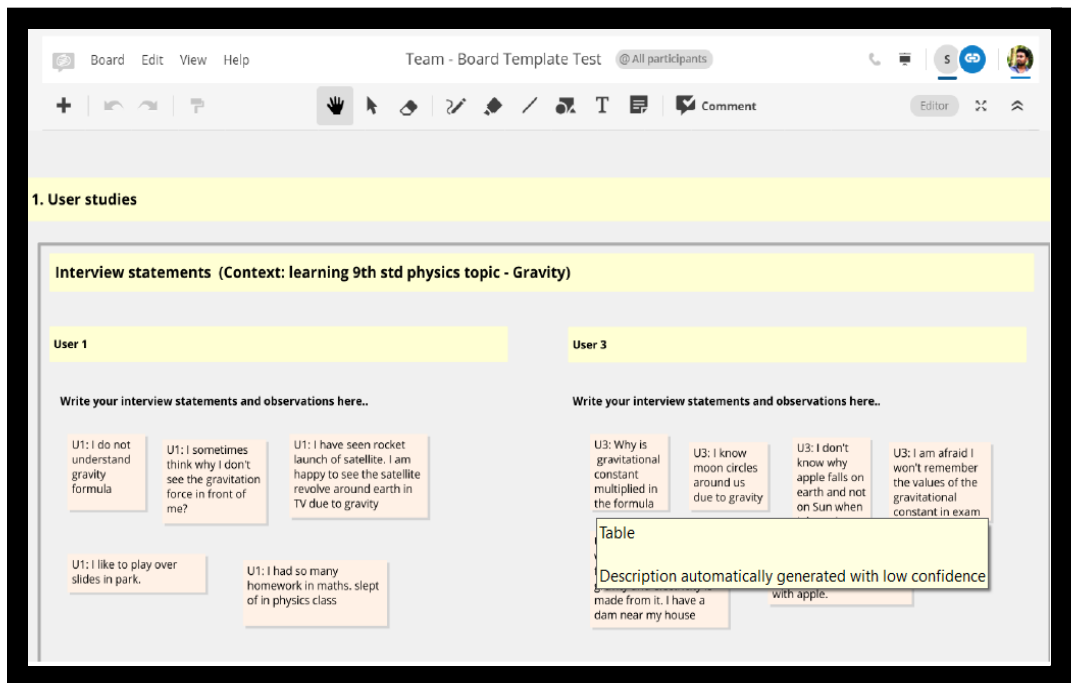 Board Edit View Help
Team - Board Template Test
@ All participants
S
T
Comment
Editor
1. User studies
Interview statements (Context: learning 9th std physics topic - Gravity)
User 1
User 3
Write your interview statements and observations here..
Write your interview statements and observations here..
U1: I do not
understand
gravity
formula
U1: I sometimes
think why I don't
see the gravitation
force in front of
me?
U1: I have seen rocket
launch of satellite. I am
happy to see the satellite
revolve around earth in
TV due to gravity
U3: Why is
gravitational
constant
multiplied in
the formula
U3: I know
moon circles
around us
due to gravity
U3: I don't
know why
apple falls on
earth and not
on Sun when
U3: I am afraid I
won't remember
the values of the
gravitational
constant in exam
Table
Description automatically generated with low confidence
made from it. I have a
dam near my house
with apple.
U1: I like to play over
slides in park.
U1: I had so many
homework in maths. slept
of in physics class